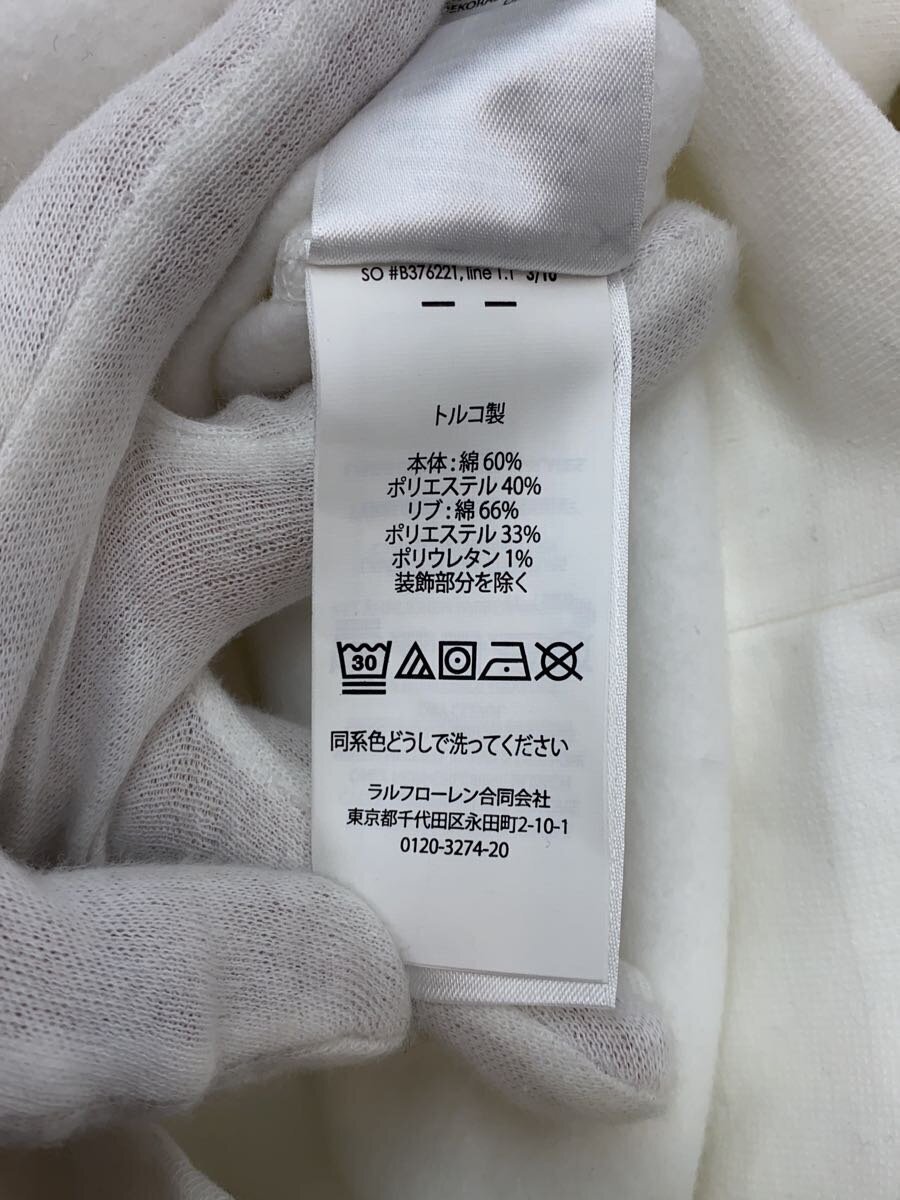 SO #B376221, line 1.1 3/10
トルコ製
本体:綿 60%
ポリエステル 40%
リブ:綿 66%
ポリエステル 33%
ポリウレタン 1%
装飾部分を除く
30
同系色どうしで洗ってください
ラルフローレン合同会社
東京都千代田区永田町2-10-1
0120-3274-20